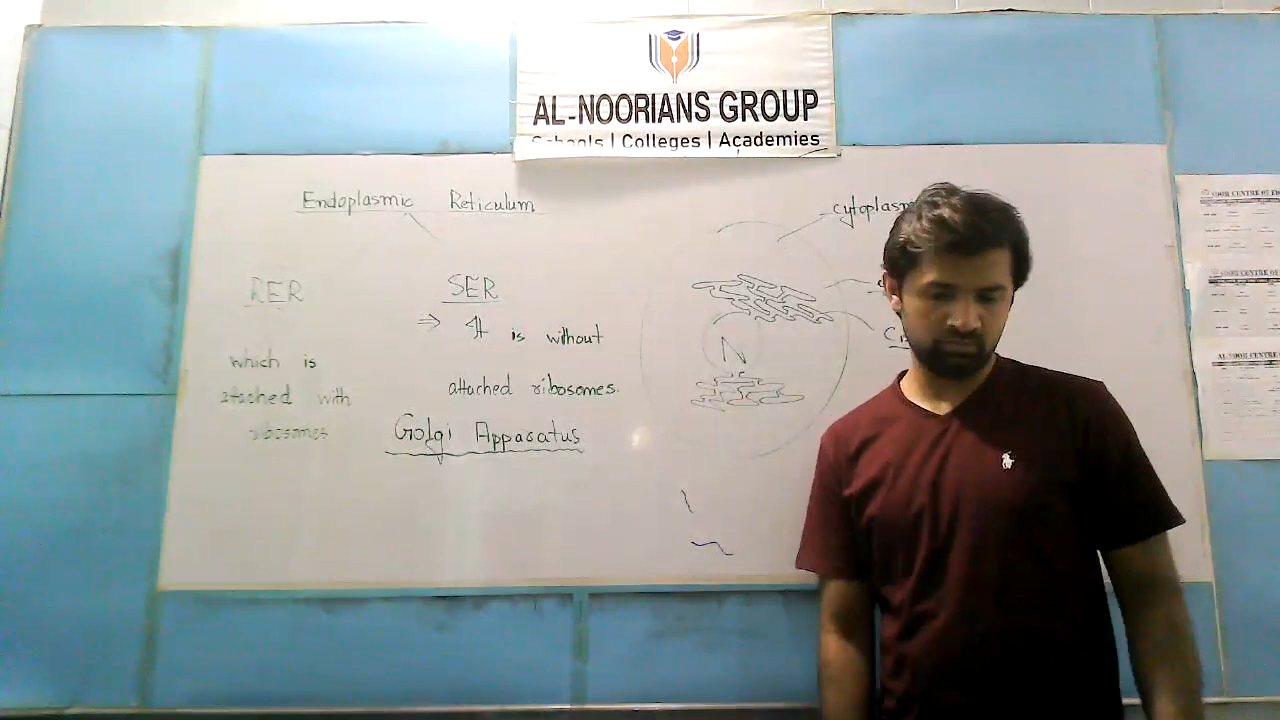 AL-NOORIANS GROUP
Schools | Colleges | Academies
Endoplasmic Reticulum
RER
which is
attached with
ribosomes
SER
⇒ It is without
attached ribosomes.
Golgi Apparatus
N